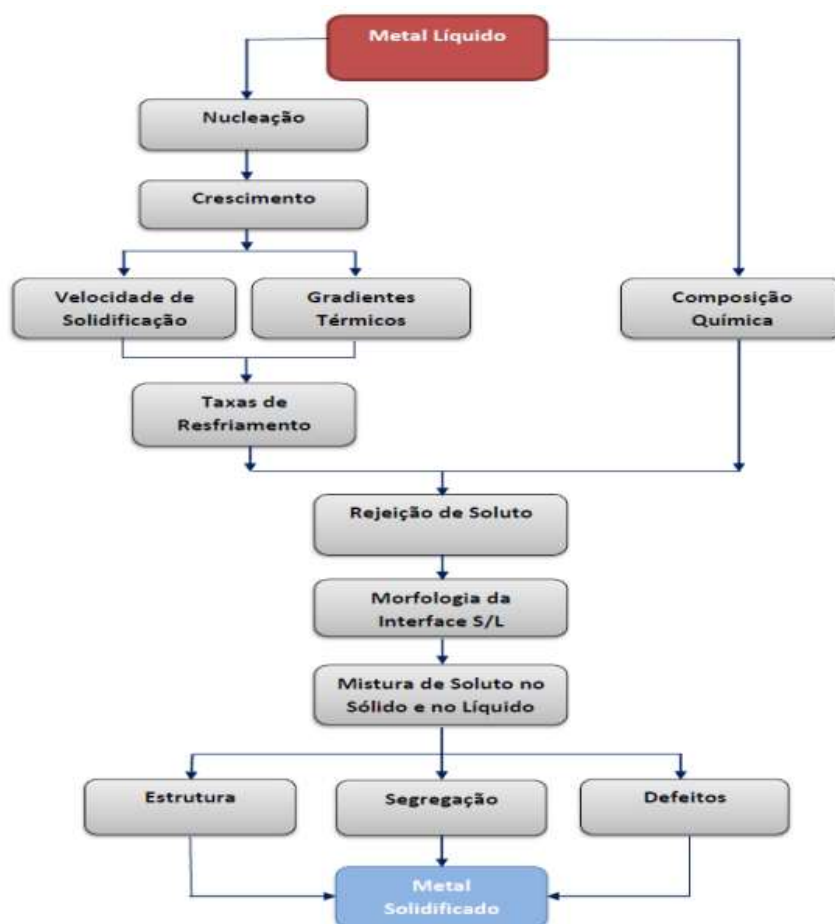 Metal Líquido
Nucleação
Crescimento
Velocidade de
Solidificação
Gradientes
Térmicos
Composição
Química
Taxas de
Resfriamento
Rejeição de Soluto
Morfologia da
Interface S/L
Mistura de Soluto no
Sólido e no Líquido
Estrutura
Segregação
Defeitos
Metal
Solidificado